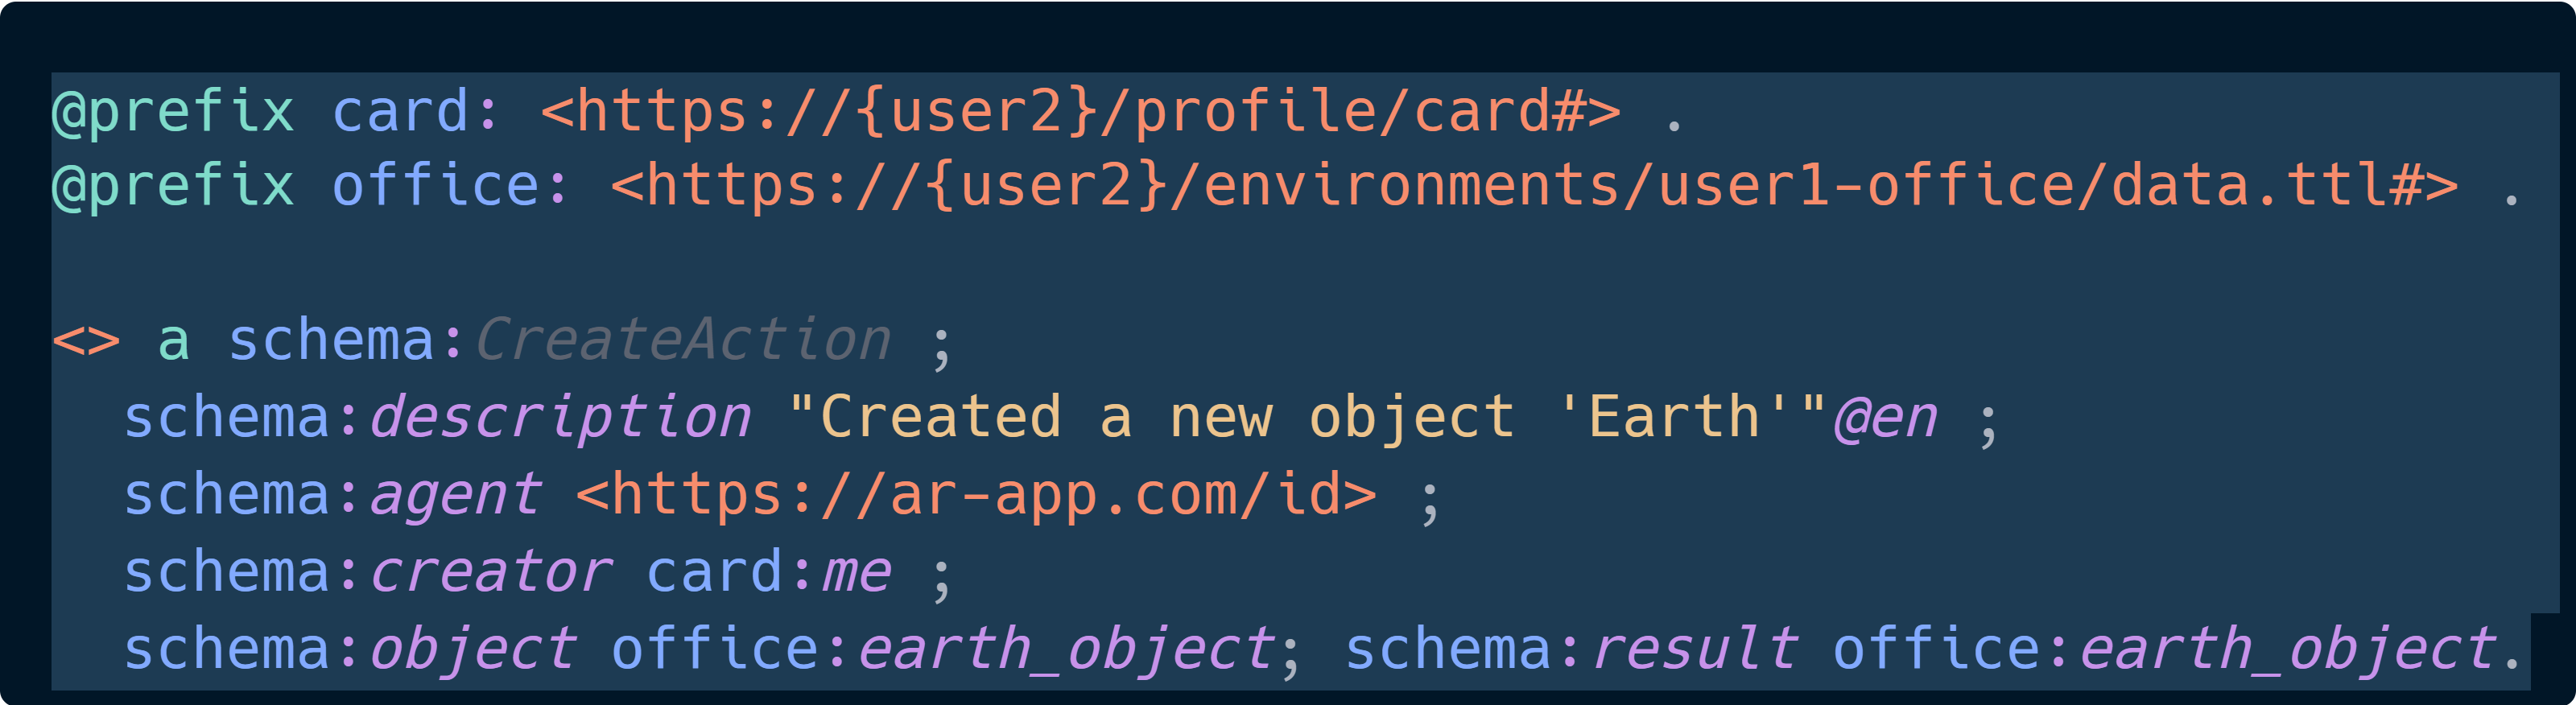 @prefix card: <https://{user2}/profile/card#> .
@prefix office: <https://{user2}/environments/user1-office/data.ttl#> .
<> a schema:CreateAction ;
schema:description "Created a new object 'Earth'"@en ;
schema:agent <https://ar-app.com/id> ;
schema:creator card:me ;
schema:object office:earth_object; schema:result office:earth_object.